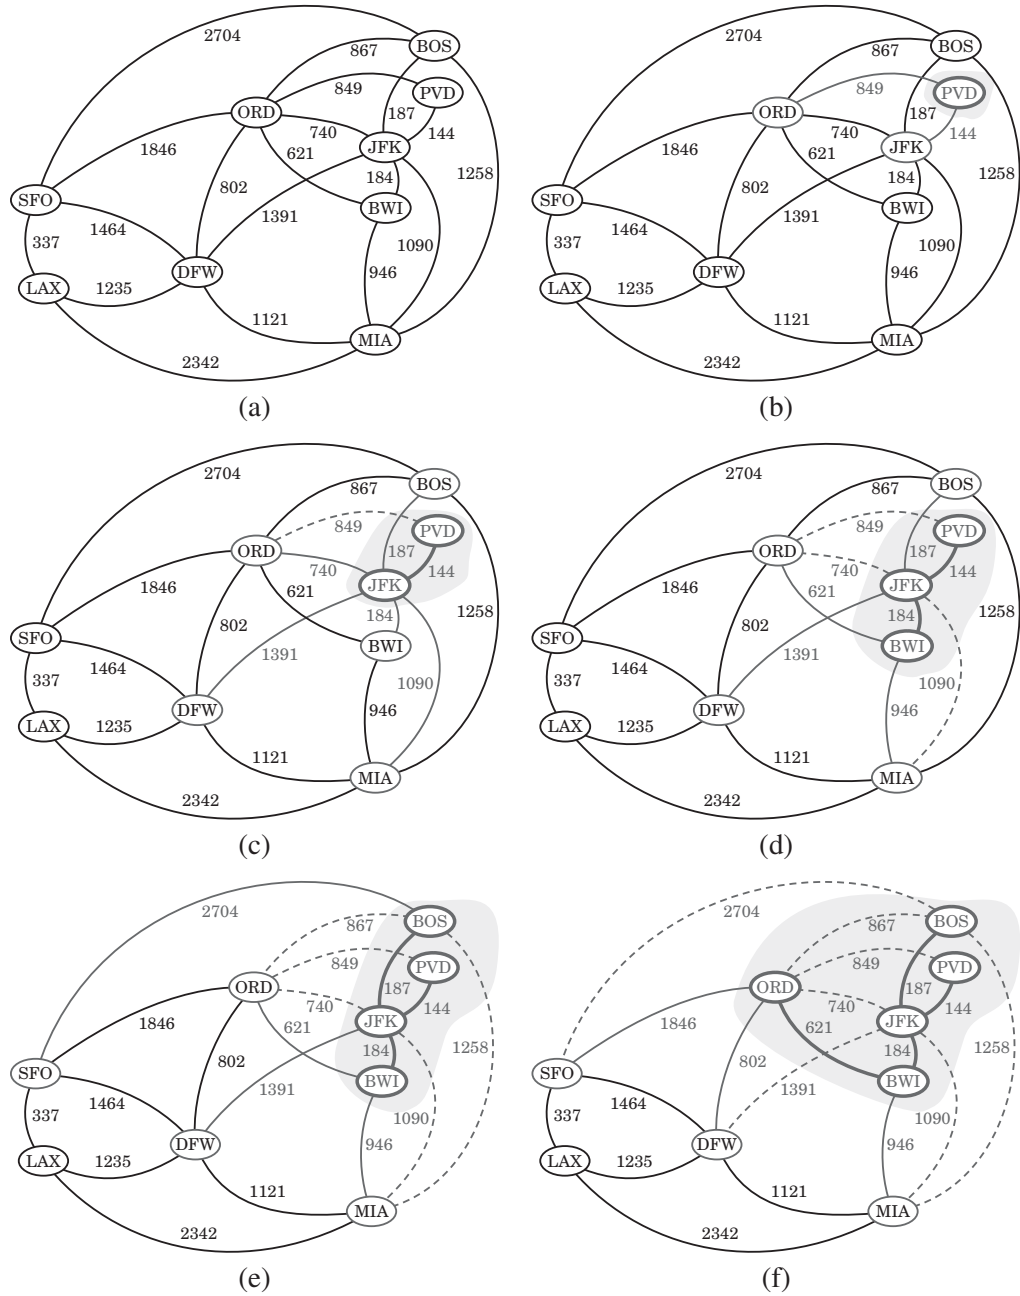 2704
BOS
867
849
PVD
ORD
187
740
144
JFK
1846
621
184
1258
802
SFO
BWI
1391
1464
337
1090
DFW
946
LAX
1235
1121
MIA
2342
(a)
2704
BOS
867
849
PVD
ORD
187
740
144
JFK
1846
621
184
1258
802
SFO
BWI
1391
1464
337
1090
DFW
946
LAX
1235
1121
MIA
2342
(b)
2704
BOS
867
849
PVD
ORD
187
740
144
JFK
1846
621
184
1258
802
SFO
BWI
1391
1464
337
1090
DFW
946
LAX
1235
1121
MIA
2342
(c)
2704
BOS
867
849
PVD
ORD
187
740
144
JFK
1846
621
184
1258
802
SFO
BWI
1391
1464
337
1090
DFW
946
LAX
1235
1121
MIA
2342
(d)
2704
BOS
867
849
PVD
ORD
187
740
144
JFK
1846
621
184
1258
802
SFO
BWI
1391
1464
337
1090
DFW
946
LAX
1235
1121
MIA
2342
(e)
2704
BOS
867
849
PVD
ORD
187
740
144
JFK
1846
621
184
1258
802
SFO
BWI
1391
1464
337
1090
DFW
946
LAX
1235
1121
MIA
2342
(f)